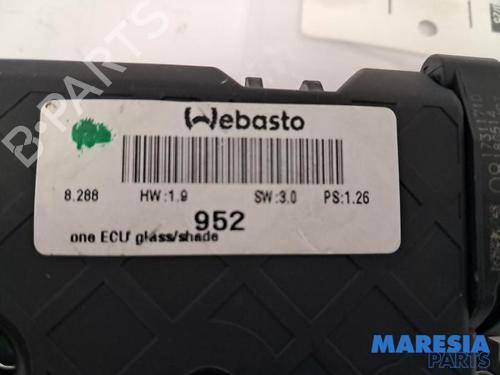 B-PARTS
Webasto
8.288 HW:1.9 SW:3.0 PS:1.26
952
one ECU glass/shade
MARESIA
PARTS